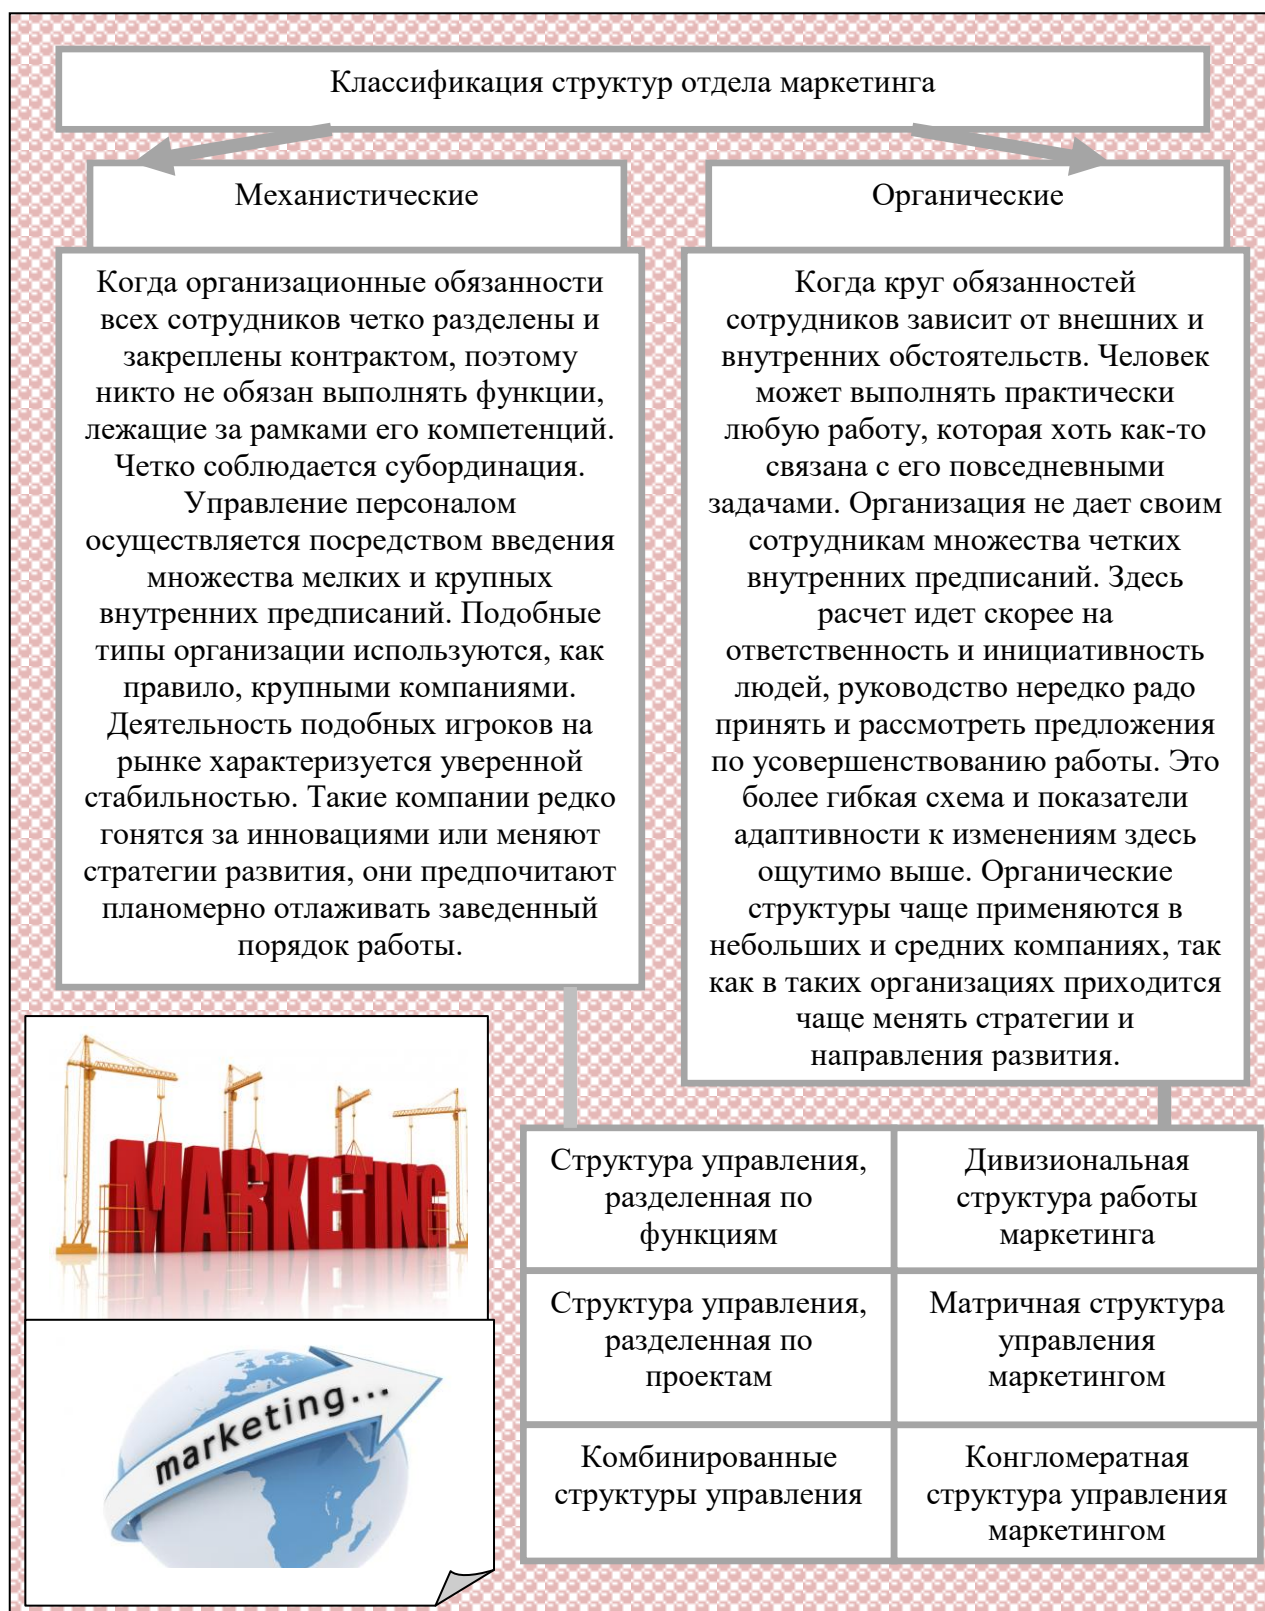 Классификация структур отдела маркетинга
Механистические
Когда организационные обязанности
всех сотрудников четко разделены и
закреплены контрактом, поэтому
никто не обязан выполнять функции,
лежащие за рамками его компетенций.
Четко соблюдается субординация.
Управление персоналом
осуществляется посредством введения
множества мелких и крупных
внутренних предписаний. Подобные
типы организации используются, как
правило, крупными компаниями.
Деятельность подобных игроков на
рынке характеризуется уверенной
стабильностью. Такие компании редко
гонятся за инновациями или меняют
стратегии развития, они предпочитают
планомерно отлаживать заведенный
порядок работы.
Органические
Когда круг обязанностей
сотрудников зависит от внешних и
внутренних обстоятельств. Человек
может выполнять практически
любую работу, которая хоть как-то
связана с его повседневными
задачами. Организация не дает своим
сотрудникам множества четких
внутренних предписаний. Здесь
расчет идет скорее на
ответственность и инициативность
людей, руководство нередко радо
принять и рассмотреть предложения
по усовершенствованию работы. Это
более гибкая схема и показатели
адаптивности к изменениям здесь
ощутимо выше. Органические
структуры чаще применяются в
небольших и средних компаниях, так
как в таких организациях приходится
чаще менять стратегии и
направления развития.
MARKETING
marketing...
Структура управления,
разделенная по
функциям
Дивизиональная
структура работы
маркетинга
Структура управления,
разделенная по
проектам
Матричная структура
управления
маркетингом
Комбинированные
структуры управления
Конгломератная
структура управления
маркетингом